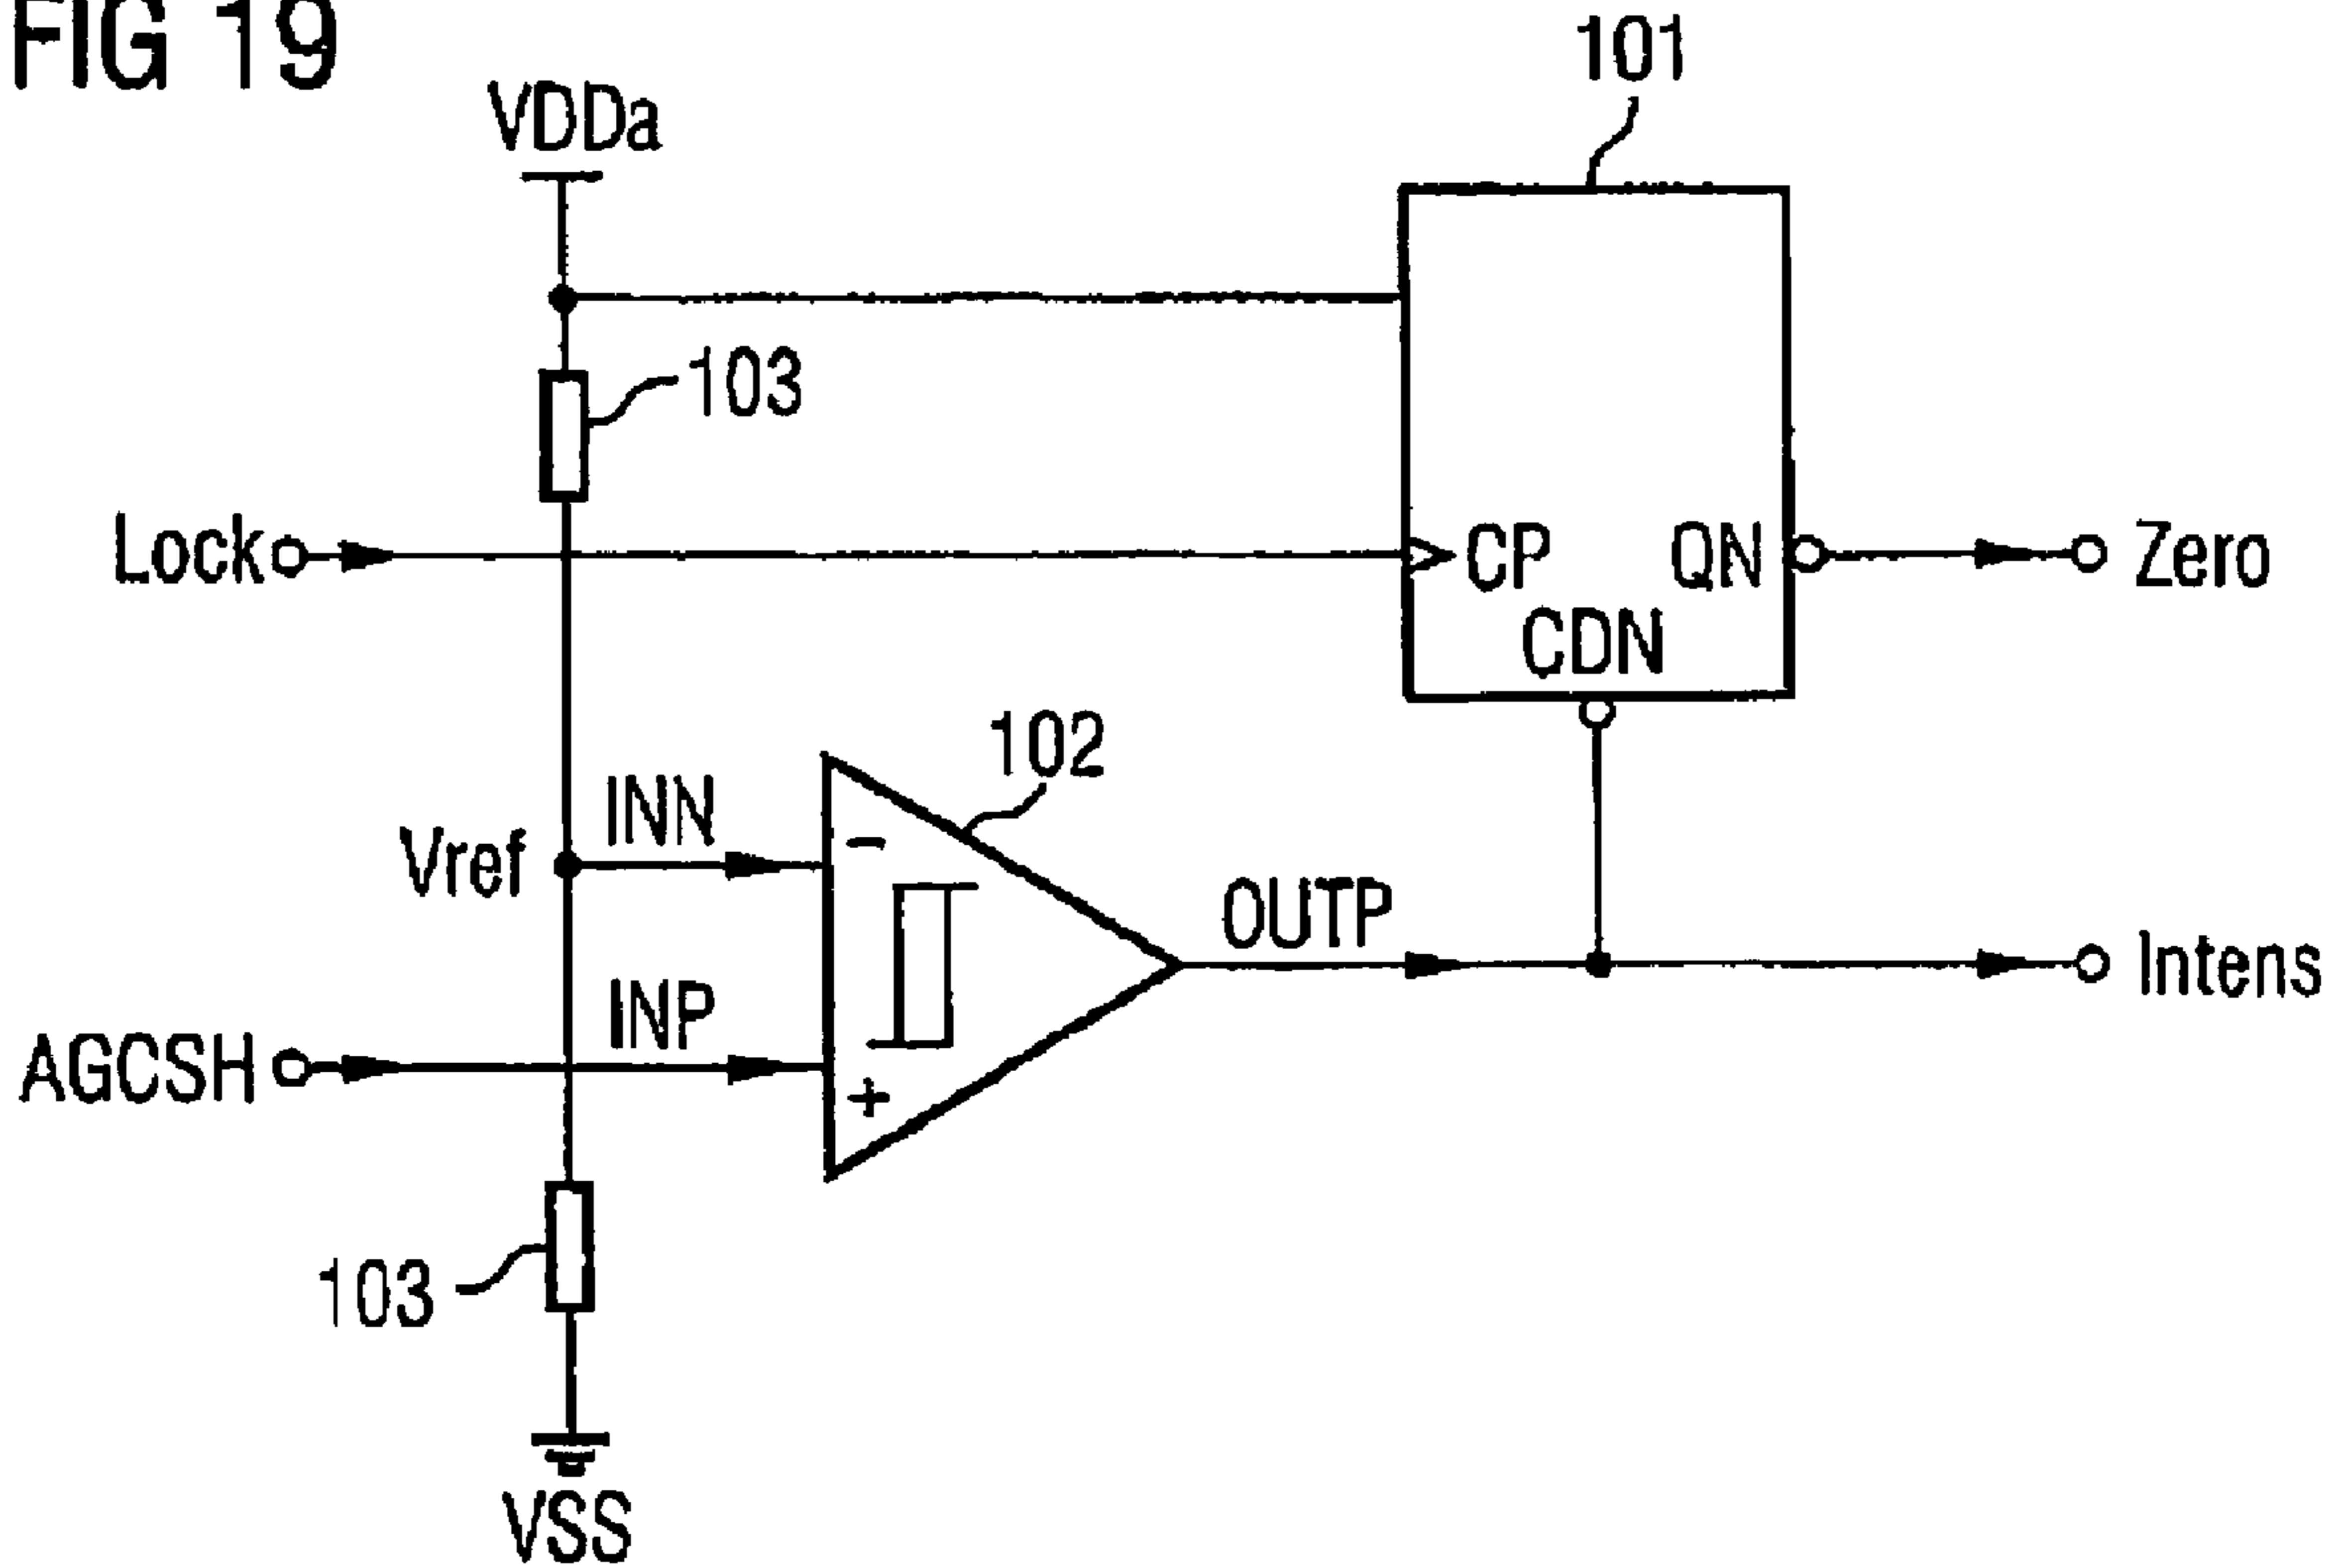 FIG 19
101
VDDa
103
Lock
CP
QN
Zero
CDN
102
INN
Vref
-
OUTP
Intens
INP
AGCSH
+
103
VSS